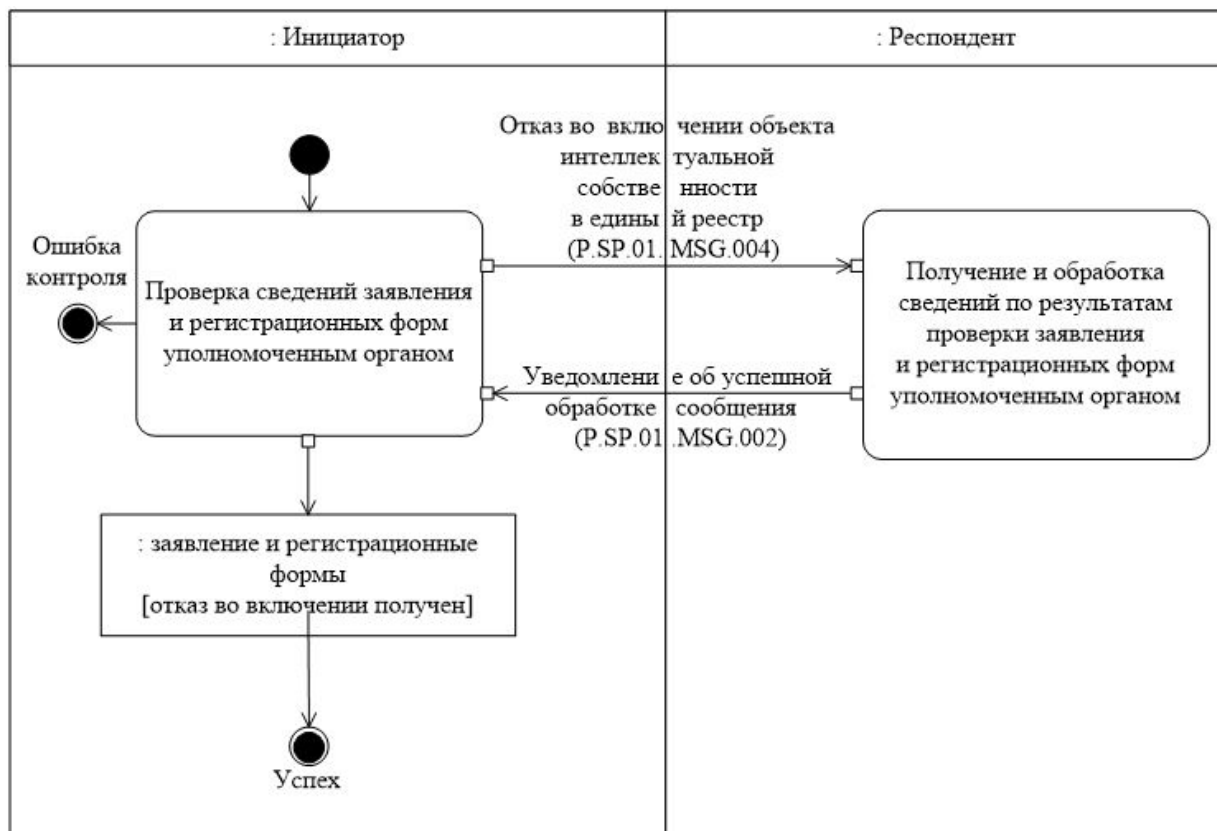 : Инициатор
: Респондент
Отказ во включении объекта
интеллектуальной
собственности
в единый реестр
(P.SP.01.MSG.004)
Ошибка
контроля
Проверка сведений заявления
и регистрационных форм
уполномоченным органом
Получение и обработка
сведений по результатам
проверки заявления
и регистрационных форм
уполномоченным органом
Уведомление об успешной
обработке сообщения
(P.SP.01.MSG.002)
: заявление и регистрационные
формы
[отказ во включении получен]
Успех